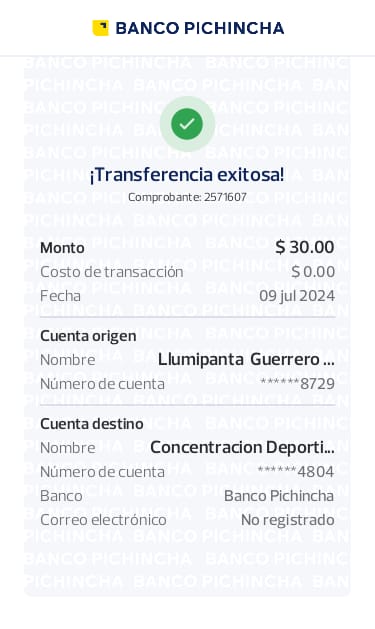 BANCO PICHINCHA
¡Transferencia exitosa!
Comprobante: 2571607
Monto $ 30.00
Costo de transacción $ 0.00
Fecha 09 jul 2024
Cuenta origen
Nombre Llumipanta Guerrero ...
Número de cuenta ******8729
Cuenta destino
Nombre Concentracion Deporti...
Número de cuenta ******4804
Banco Banco Pichincha
Correo electrónico No registrado